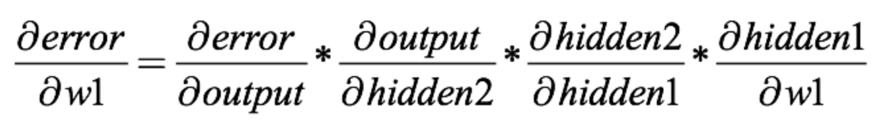 ∂error/∂w1 = ∂error/∂output * ∂output/∂hidden2 * ∂hidden2/∂hidden1 * ∂hidden1/∂w1